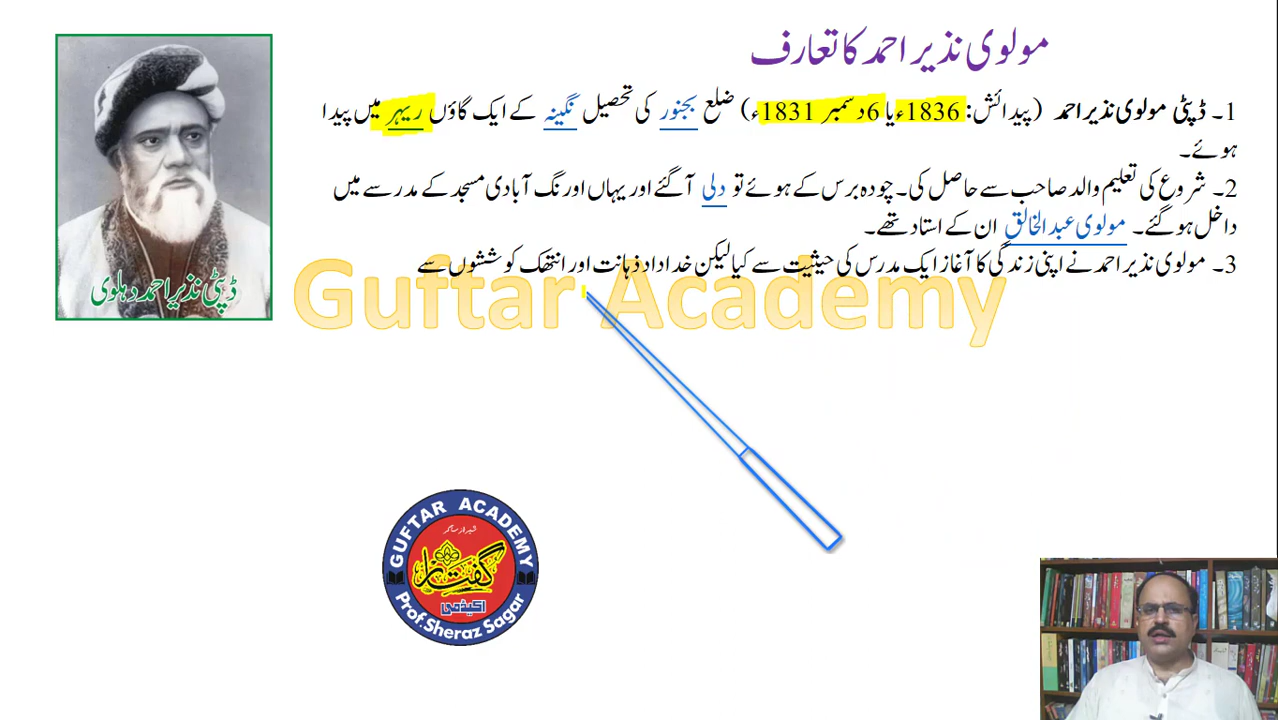 مولوی نذیر احمد کا تعارف
1۔ ڈپٹی مولوی نذیر احمد (پیدائش: 1836ء یا 6 دسمبر 1831ء) ضلع بجنور کی تحصیل نگینہ کے ایک گاؤں ریہر میں پیدا
ہوئے۔
2۔ شروع کی تعلیم والد صاحب سے حاصل کی۔ چودہ برس کے ہوئے تو دلی آ گئے اور یہاں اورنگ آبادی مسجد کے مدرسے میں
داخل ہو گئے۔ مولوی عبدالخالق ان کے استاد تھے۔
3۔ مولوی نذیر احمد نے اپنی زندگی کا آغاز ایک مدرس کی حیثیت سے کیا لیکن خداداد ذہانت اور انتھک کوششوں سے
ڈپٹی نذیر احمد دہلوی
Guftar Academy
GUFTAR ACADEMY
شیراز ساگر
گفتار
اکیڈمی
Prof.Sheraz Sagar